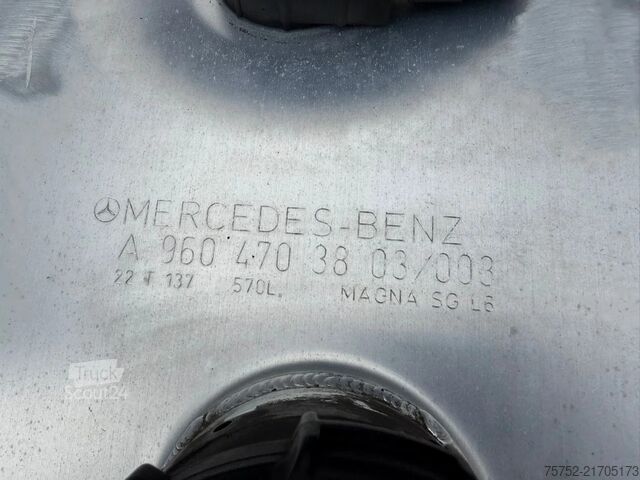 MERCEDES-BENZ
A 960 470 38 03/003
22 T 137 570L. MAGNA SG L6
Truck
Scout24
75752-21705173